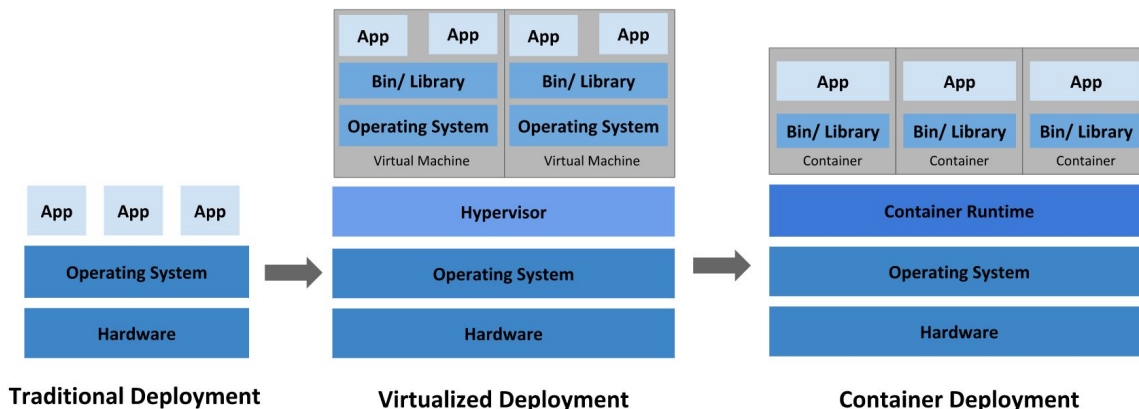 App
App
App
Operating System
Hardware
Traditional Deployment
App
App
Bin/ Library
Operating System
Virtual Machine
App
App
Bin/ Library
Operating System
Virtual Machine
Hypervisor
Operating System
Hardware
Virtualized Deployment
App
Bin/ Library
Container
App
Bin/ Library
Container
App
Bin/ Library
Container
Container Runtime
Operating System
Hardware
Container Deployment